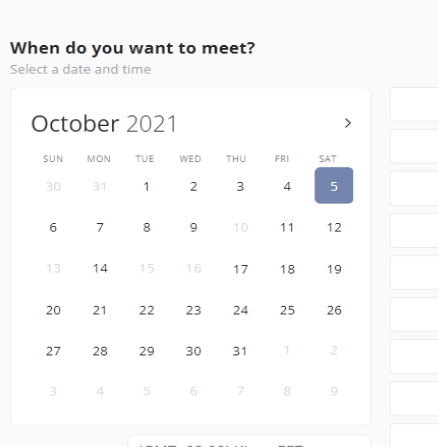 When do you want to meet?
Select a date and time
October 2021
SUN MON TUE WED THU FRI SAT
30 31 1 2 3 4 5
6 7 8 9 10 11 12
13 14 15 16 17 18 19
20 21 22 23 24 25 26
27 28 29 30 31 1 2
3 4 5 6 7 8 9